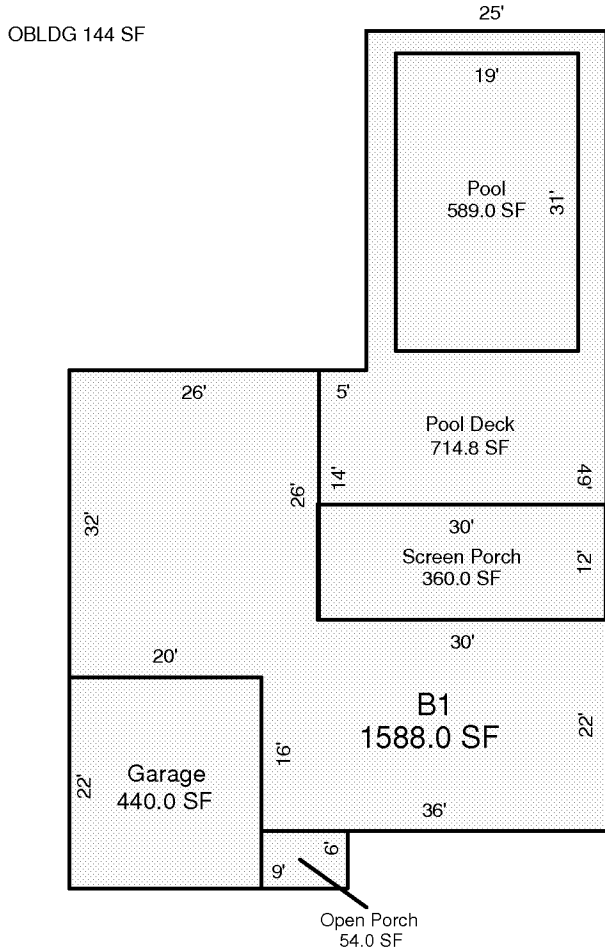 25'
OBLDG 144 SF
19'
Pool
589.0 SF
31'
26'
5'
Pool Deck
714.8 SF
49'
14'
26'
32'
30'
Screen Porch
360.0 SF
12'
30'
20'
B1
1588.0 SF
22'
16'
Garage
440.0 SF
22'
36'
6'
9'
Open Porch
54.0 SF